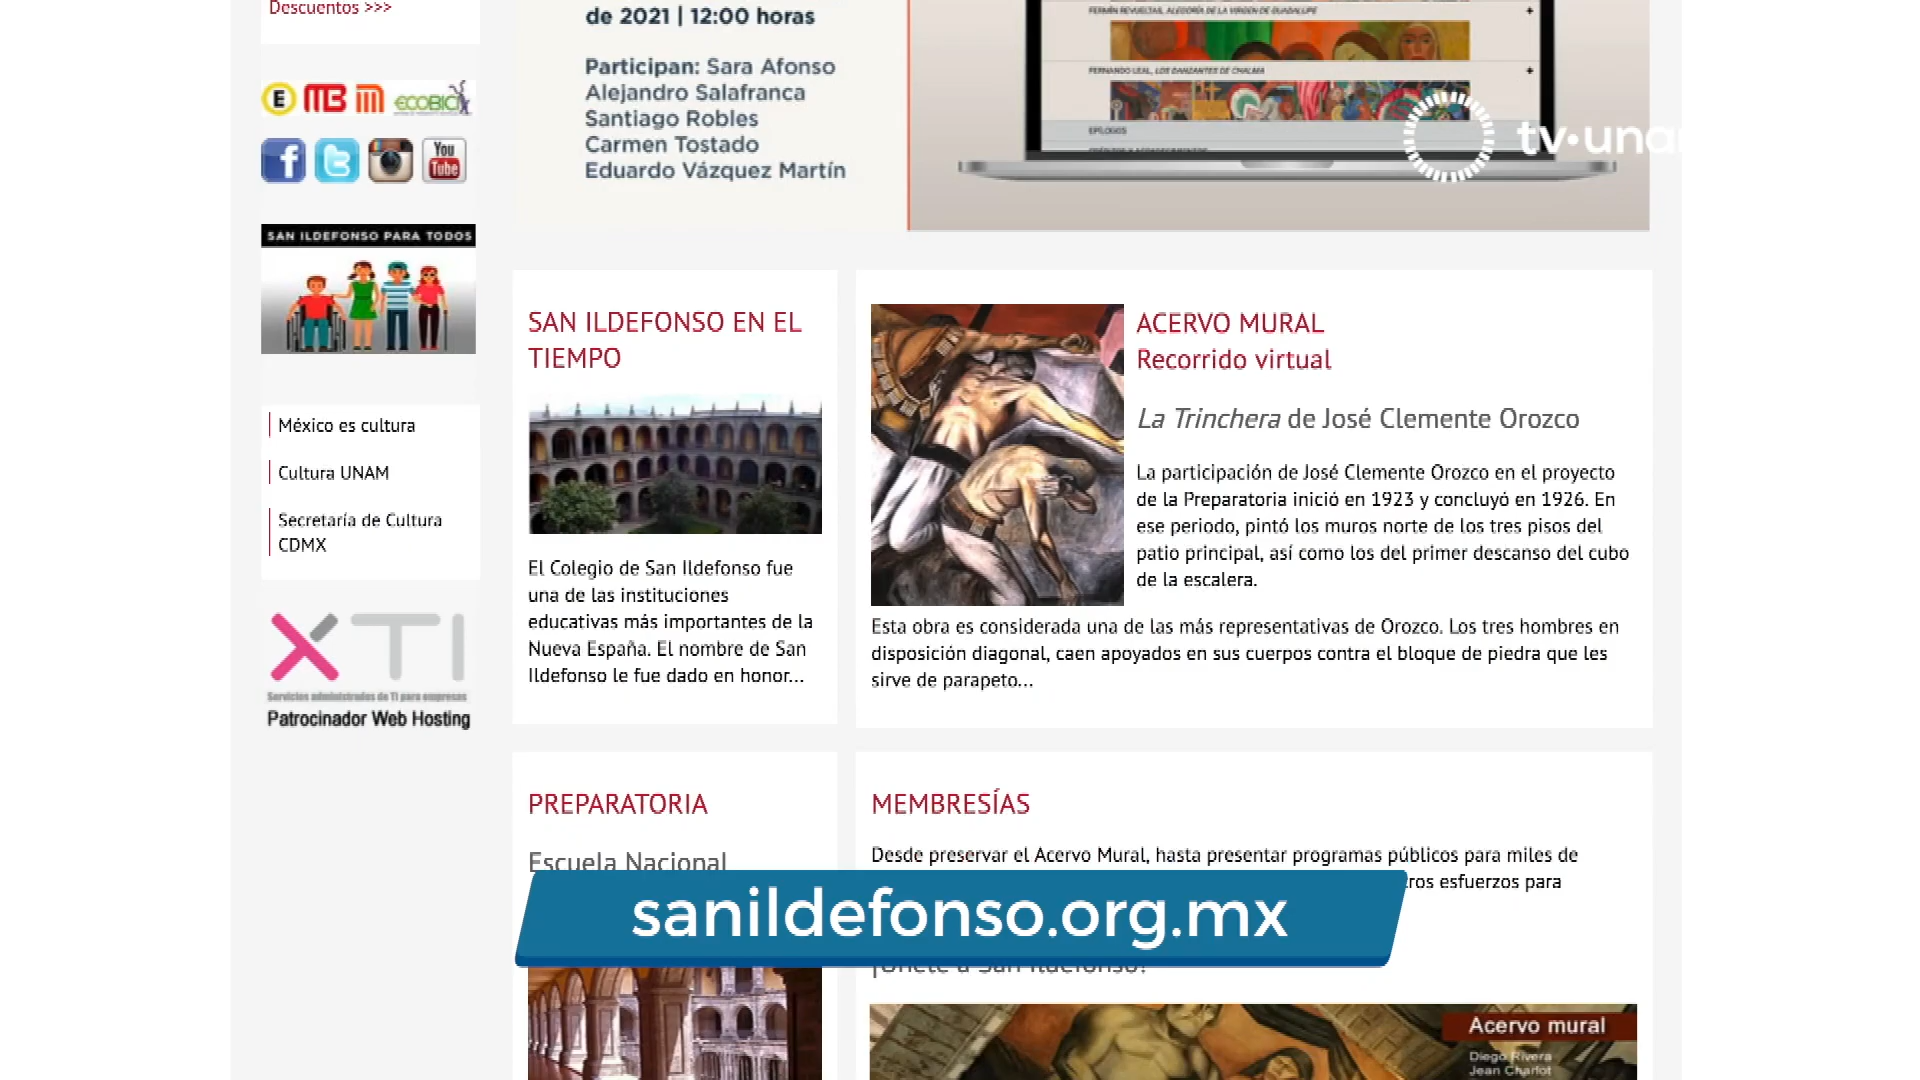 Descuentos >>>
E MB ECOBICI
You
Tube
SAN ILDEFONSO PARA TODOS
México es cultura
Cultura UNAM
Secretaría de Cultura
CDMX
XTI
Servicios administrados de TI para empresas
Patrocinador Web Hosting
de 2021 | 12:00 horas
Participan: Sara Afonso
Alejandro Salafranca
Santiago Robles
Carmen Tostado
Eduardo Vázquez Martín
FERMÍN REVUELTAS, ALEGORÍA DE LA VIRGEN DE GUADALUPE +
FERNANDO LEAL, LOS DANZANTES DE CHALMA +
EPÍLOGOS
tv·unam
SAN ILDEFONSO EN EL
TIEMPO
El Colegio de San Ildefonso fue
una de las instituciones
educativas más importantes de la
Nueva España. El nombre de San
Ildefonso le fue dado en honor...
ACERVO MURAL
Recorrido virtual
La Trinchera de José Clemente Orozco
La participación de José Clemente Orozco en el proyecto
de la Preparatoria inició en 1923 y concluyó en 1926. En
ese periodo, pintó los muros norte de los tres pisos del
patio principal, así como los del primer descanso del cubo
de la escalera.
Esta obra es considerada una de las más representativas de Orozco. Los tres hombres en
disposición diagonal, caen apoyados en sus cuerpos contra el bloque de piedra que les
sirve de parapeto...
PREPARATORIA
Escuela Nacional
MEMBRESÍAS
Desde preservar el Acervo Mural, hasta presentar programas públicos para miles de
esfuerzos para
¡Únete a San Ildefonso!
sanildefonso.org.mx
Acervo mural
Diego Rivera
Jean Charlot